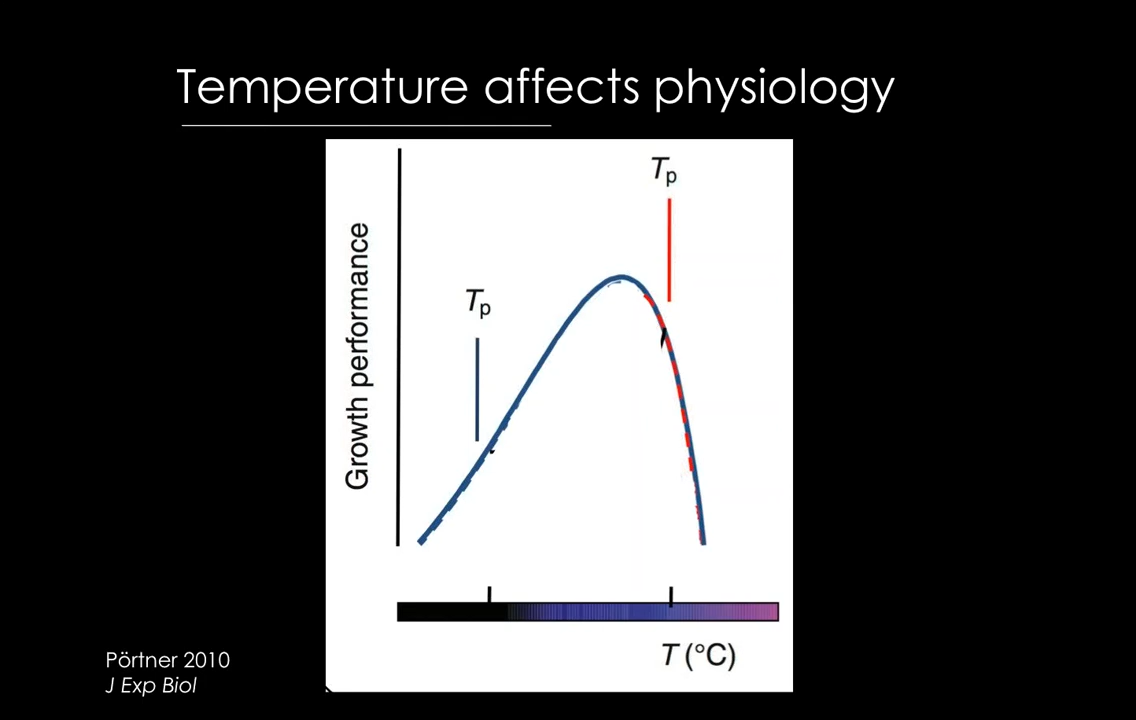 Temperature affects physiology
Tp
Tp
Growth performance
T (°C)
Pörtner 2010
J Exp Biol